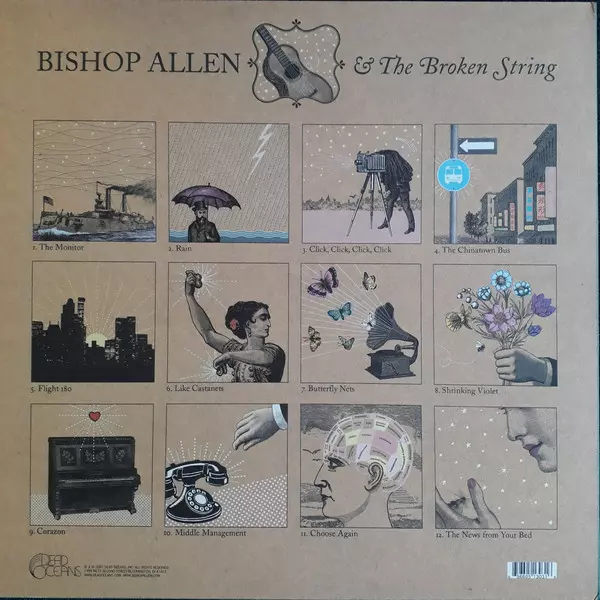 BISHOP ALLEN & The Broken String
1. The Monitor
2. Rain
3. Click, Click, Click, Click
4. The Chinatown Bus
5. Flight 180
6. Like Castanets
7. Butterfly Nets
8. Shrinking Violet
9. Corazon
10. Middle Management
11. Choose Again
12. The News from Your Bed
DEAD
OCEANS